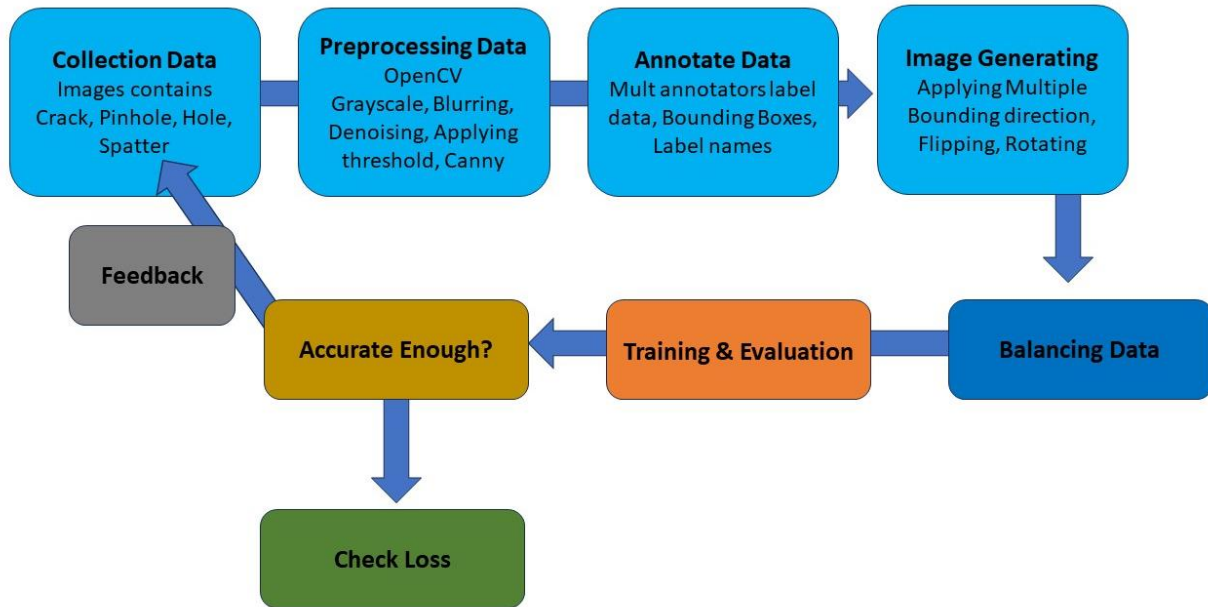 Collection Data
Images contains
Crack, Pinhole, Hole,
Spatter
Preprocessing Data
OpenCV
Grayscale, Blurring,
Denoising, Applying
threshold, Canny
Annotate Data
Mult annotators label
data, Bounding Boxes,
Label names
Image Generating
Applying Multiple
Bounding direction,
Flipping, Rotating
Feedback
Accurate Enough?
Training & Evaluation
Balancing Data
Check Loss